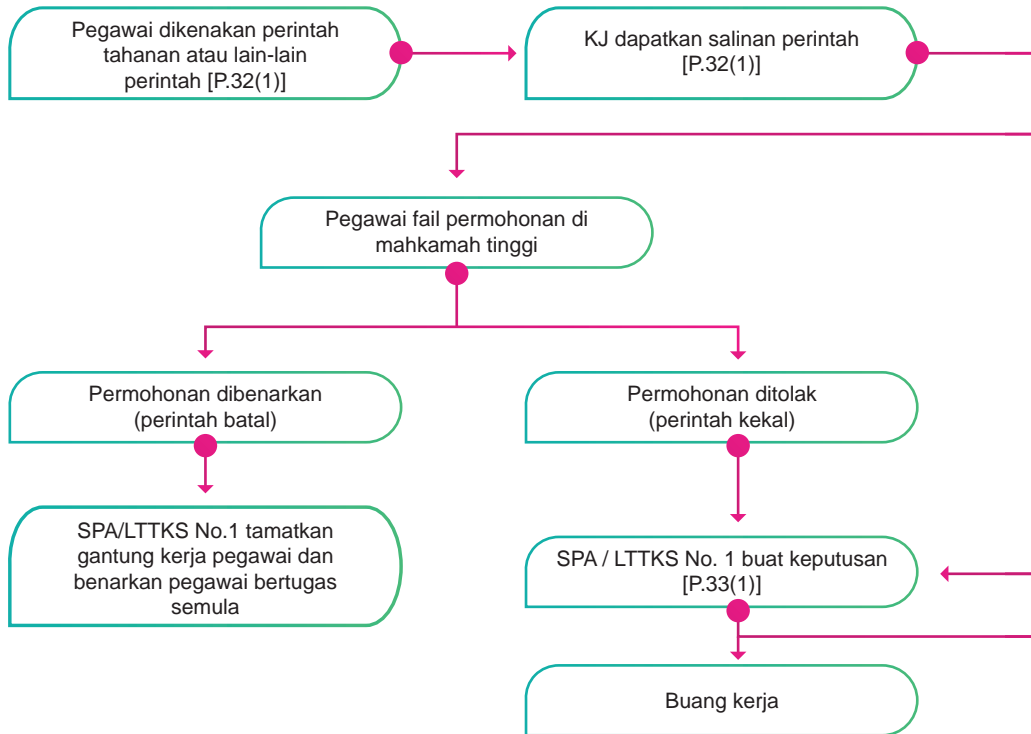 Pegawai dikenakan perintah
tahanan atau lain-lain
perintah [P.32(1)]
KJ dapatkan salinan perintah
[P.32(1)]
Pegawai fail permohonan di
mahkamah tinggi
Permohonan dibenarkan
(perintah batal)
Permohonan ditolak
(perintah kekal)
SPA/LTTKS No.1 tamatkan
gantung kerja pegawai dan
benarkan pegawai bertugas
semula
SPA / LTTKS No. 1 buat keputusan
[P.33(1)]
Buang kerja